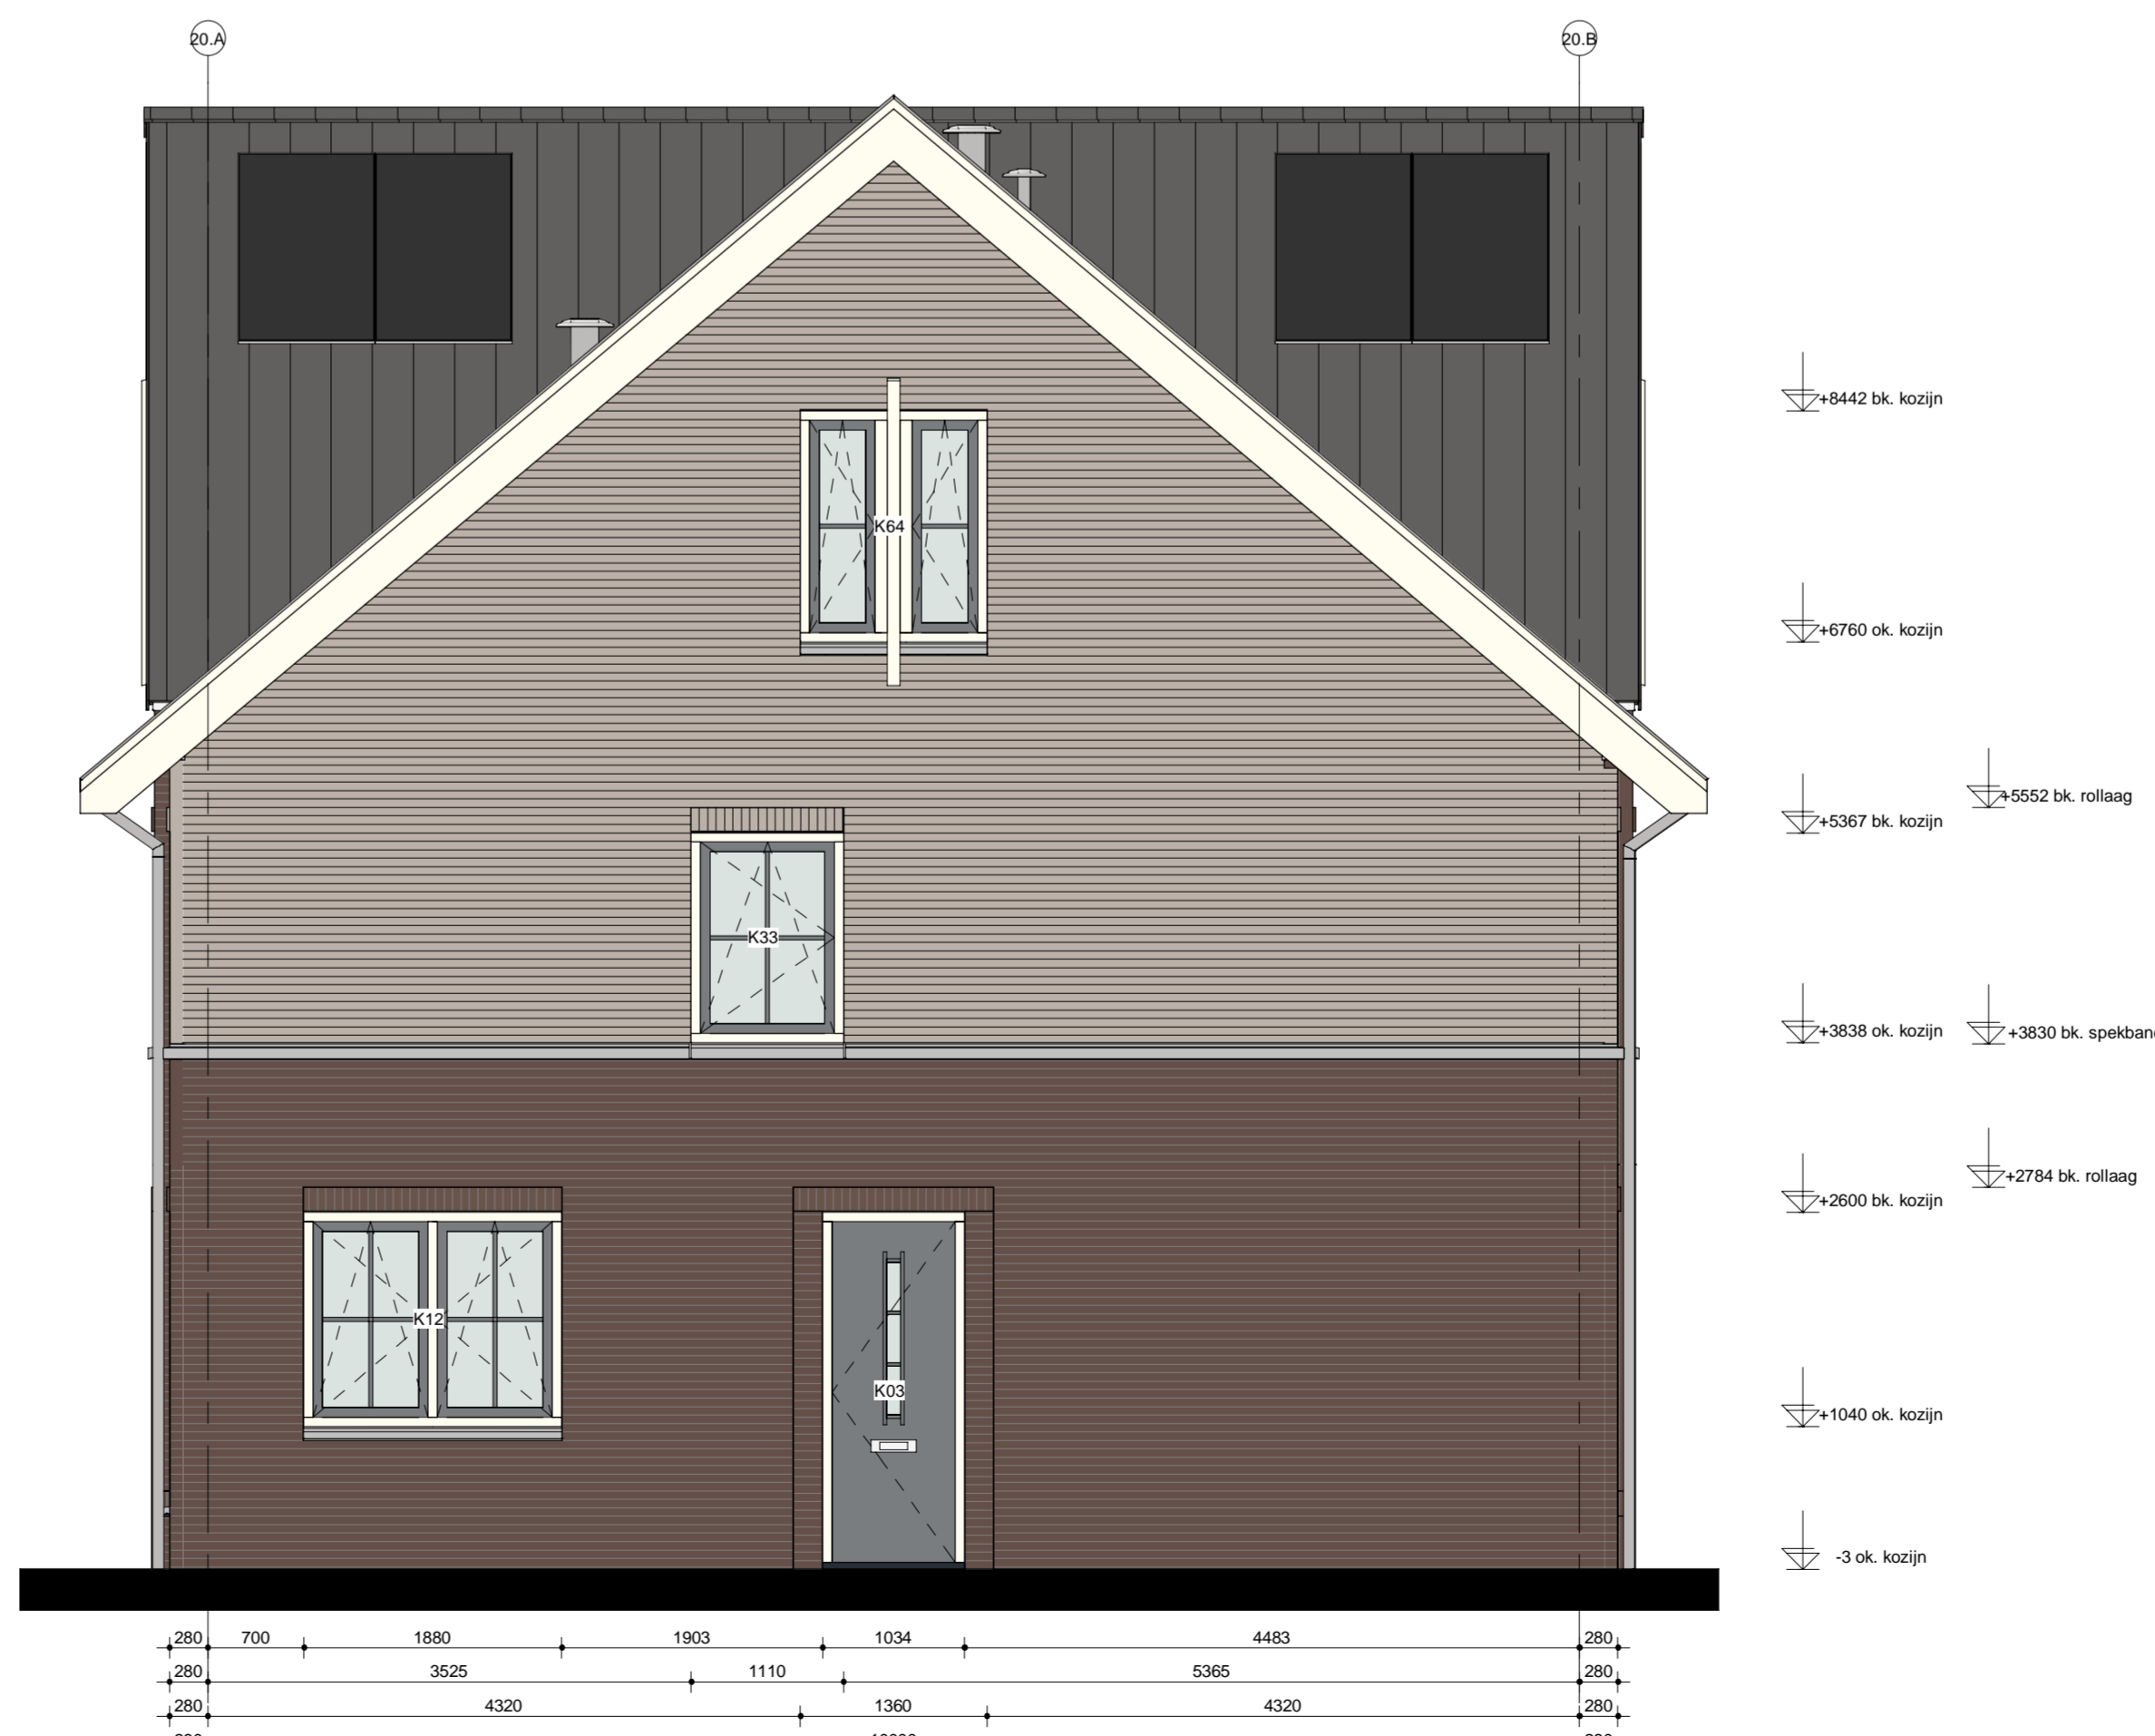 20.A 20.B
+8442 bk. kozijn
K64
+6760 ok. kozijn
+5552 bk. rollaag
+5367 bk. kozijn
K33
+3838 ok. kozijn +3830 bk. spekban
+2784 bk. rollaag
+2600 bk. kozijn
K12
K03
+1040 ok. kozijn
-3 ok. kozijn
280 700 1880 1903 1034 4483 280
280 3525 1110 5365 280
280 4320 1360 4320 280